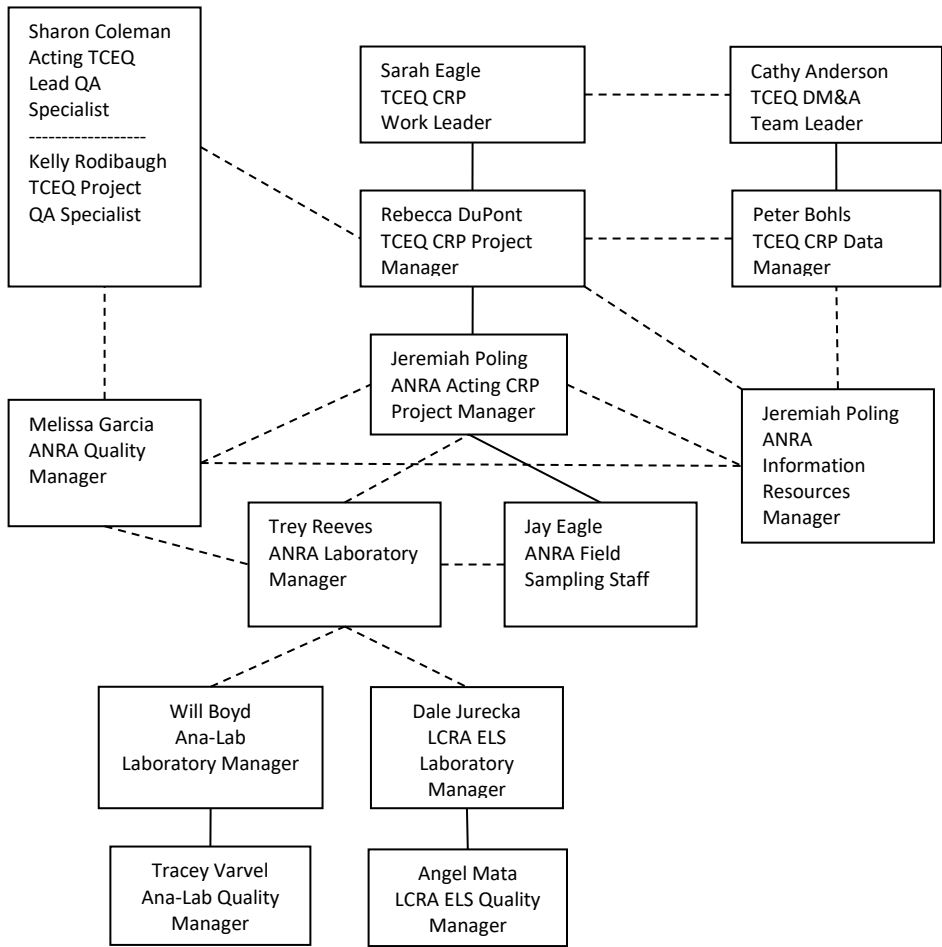 Sharon Coleman
Acting TCEQ
Lead QA
Specialist
------------------
Kelly Rodibaugh
TCEQ Project
QA Specialist
Sarah Eagle
TCEQ CRP
Work Leader
Cathy Anderson
TCEQ DM&A
Team Leader
Rebecca DuPont
TCEQ CRP Project
Manager
Peter Bohls
TCEQ CRP Data
Manager
Jeremiah Poling
ANRA Acting CRP
Project Manager
Melissa Garcia
ANRA Quality
Manager
Jeremiah Poling
ANRA
Information
Resources
Manager
Trey Reeves
ANRA Laboratory
Manager
Jay Eagle
ANRA Field
Sampling Staff
Will Boyd
Ana-Lab
Laboratory Manager
Dale Jurecka
LCRA ELS
Laboratory
Manager
Tracey Varvel
Ana-Lab Quality
Manager
Angel Mata
LCRA ELS Quality
Manager